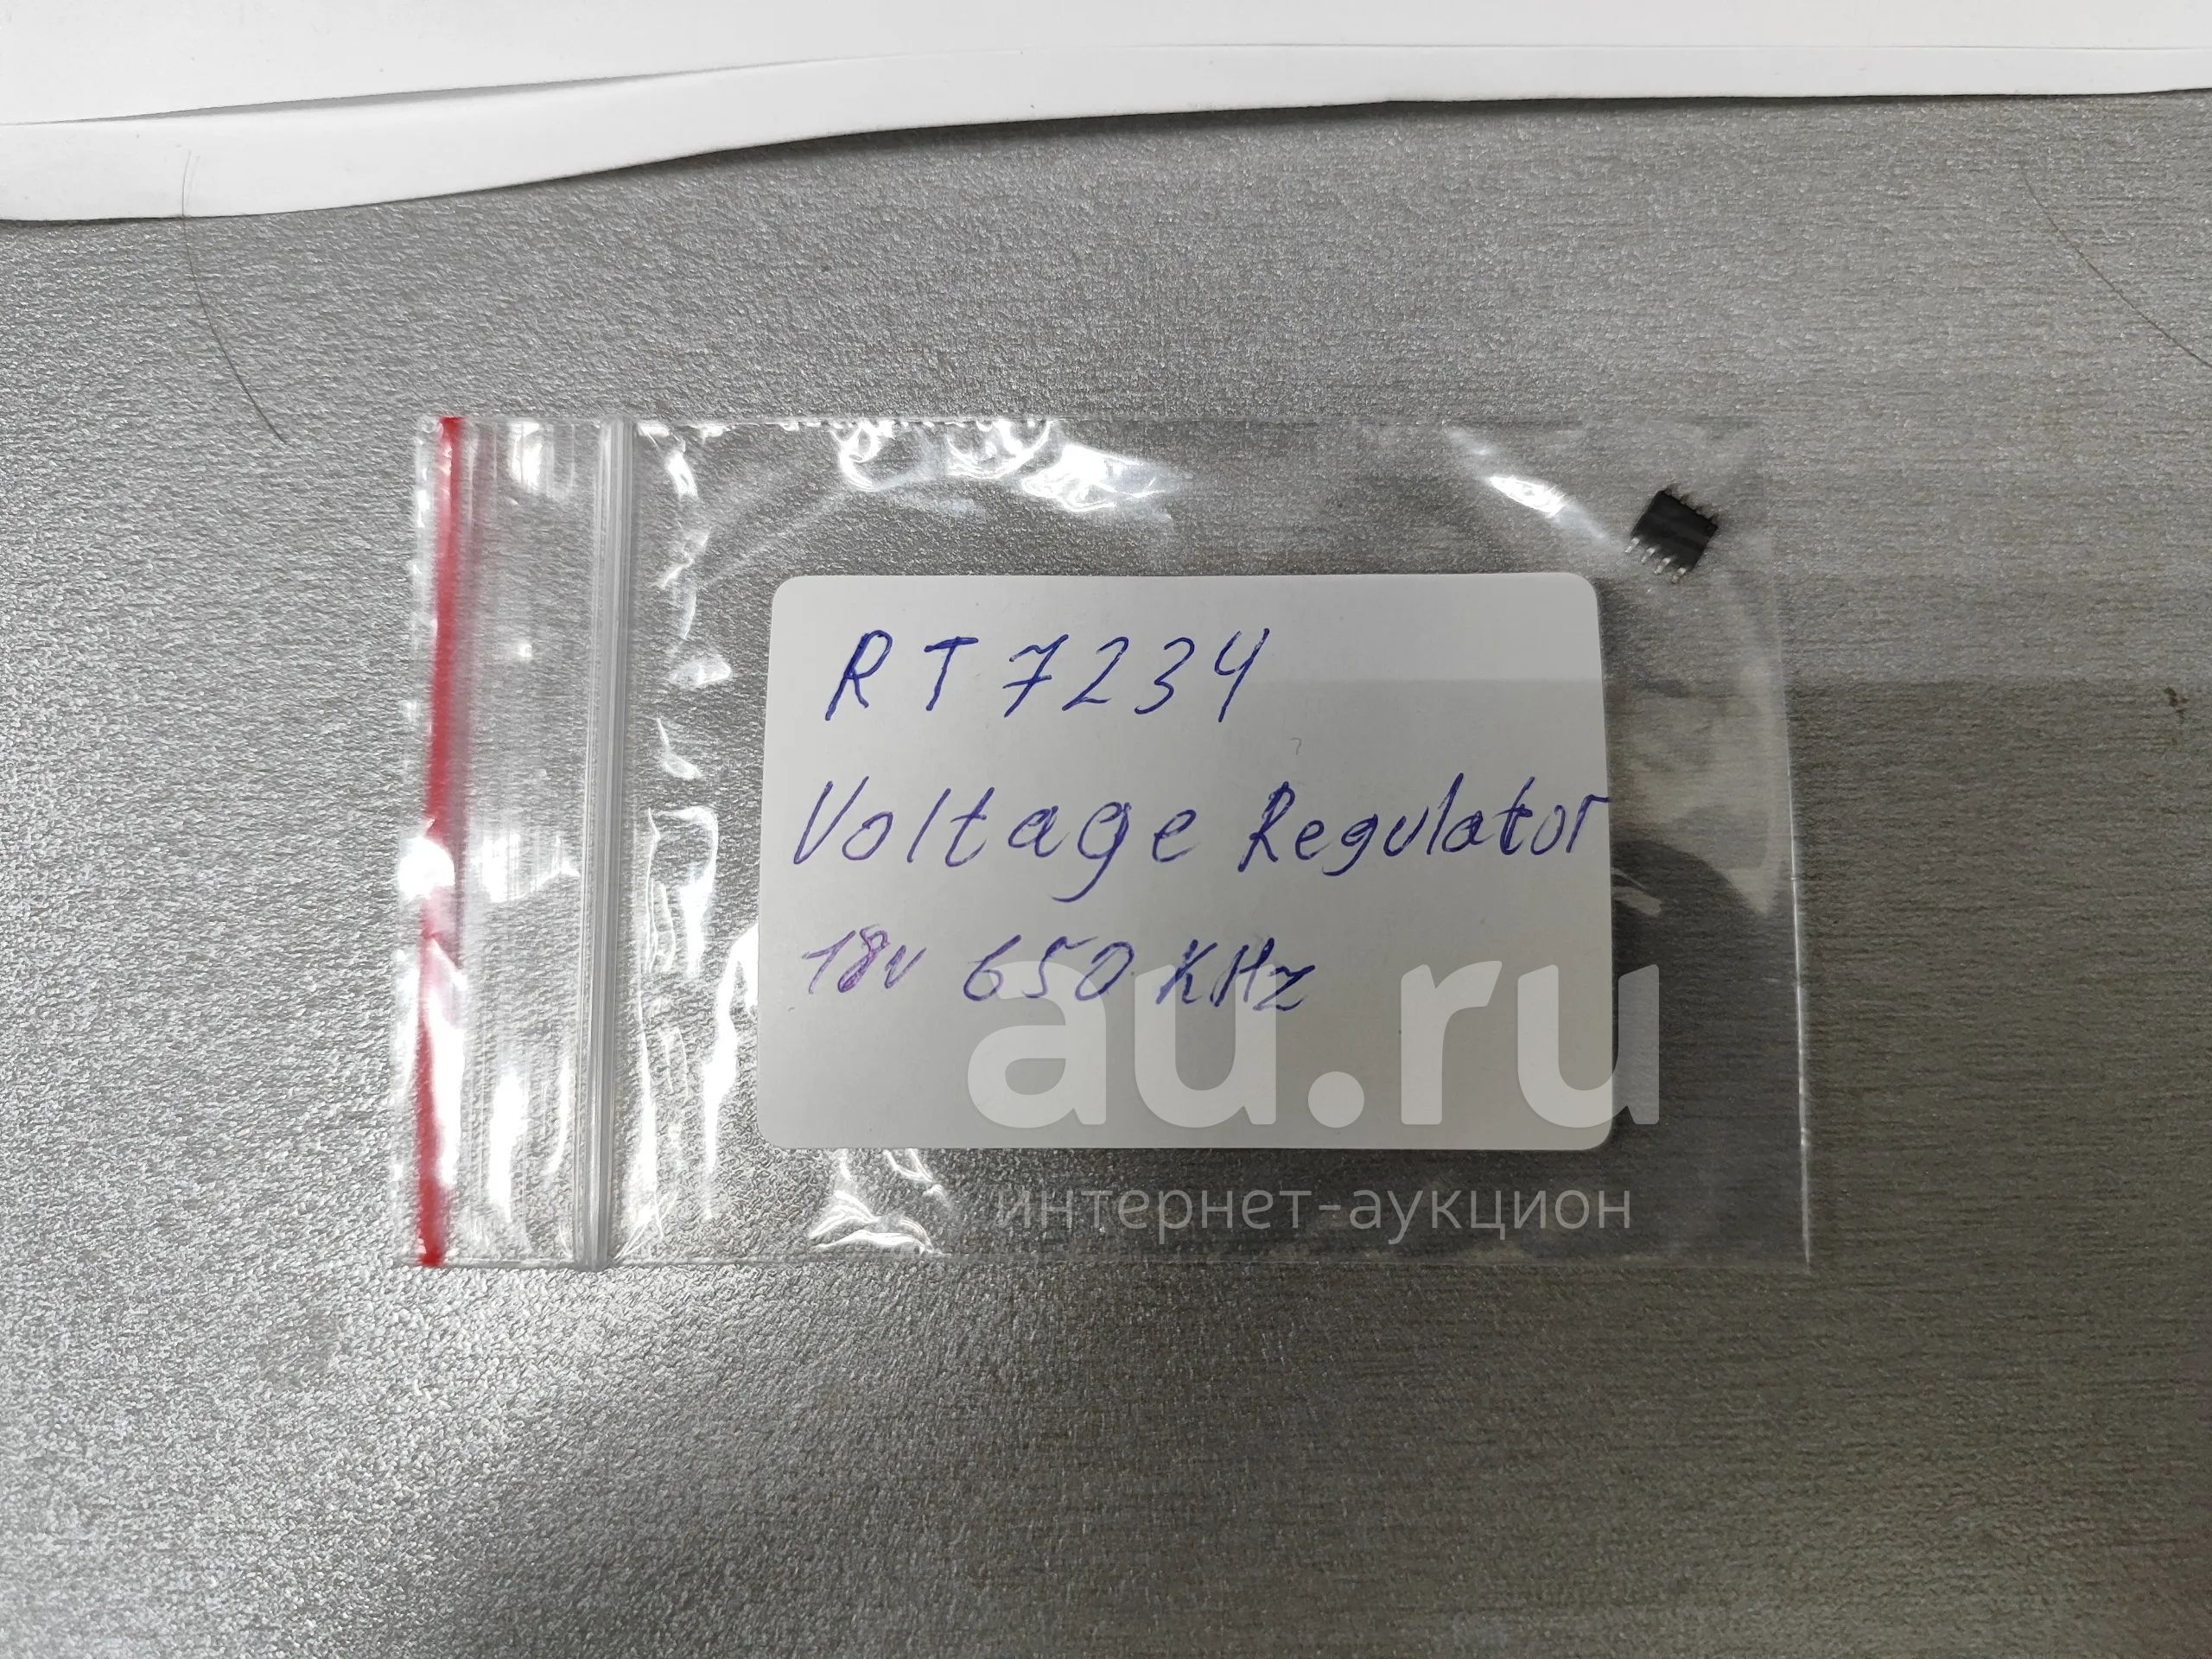 RT7234
Voltage Regulator
18v 650 KHz
au.ru
интернет-аукцион